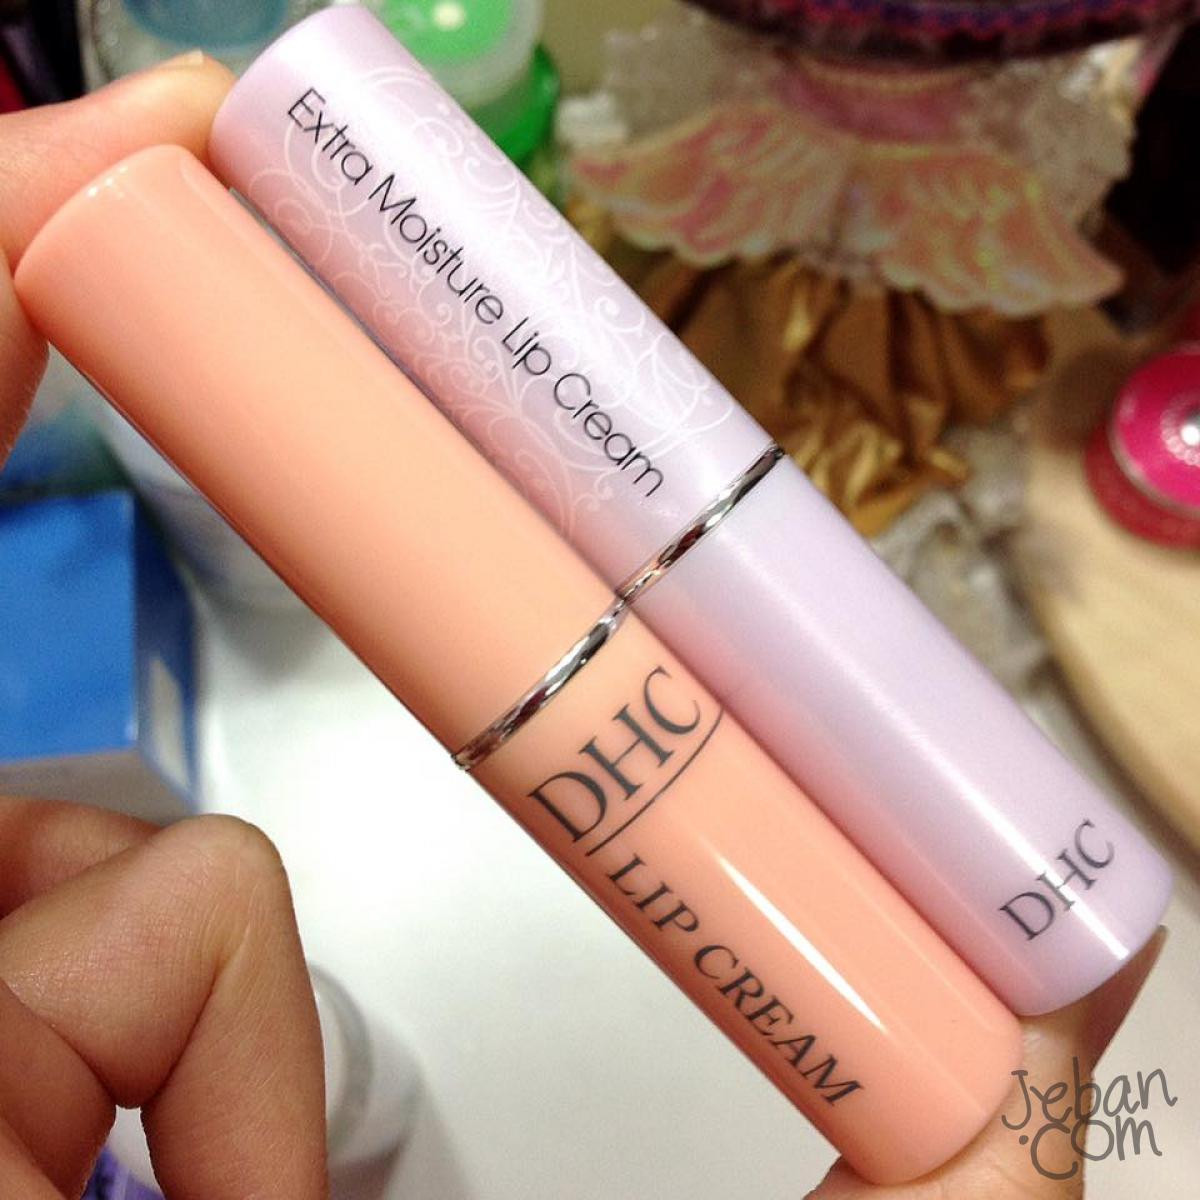 Extra Moisture Lip Cream
DHC
DHC
LIP CREAM
Jeban
.com